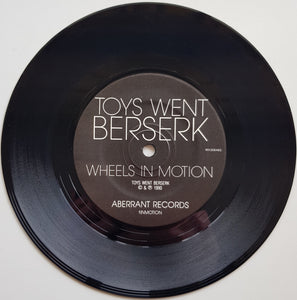 TOYS WENT
BERSERK
WHEELS IN MOTION
TOYS WENT BERSERK
© & ℗ 1990
ABERRANT RECORDS